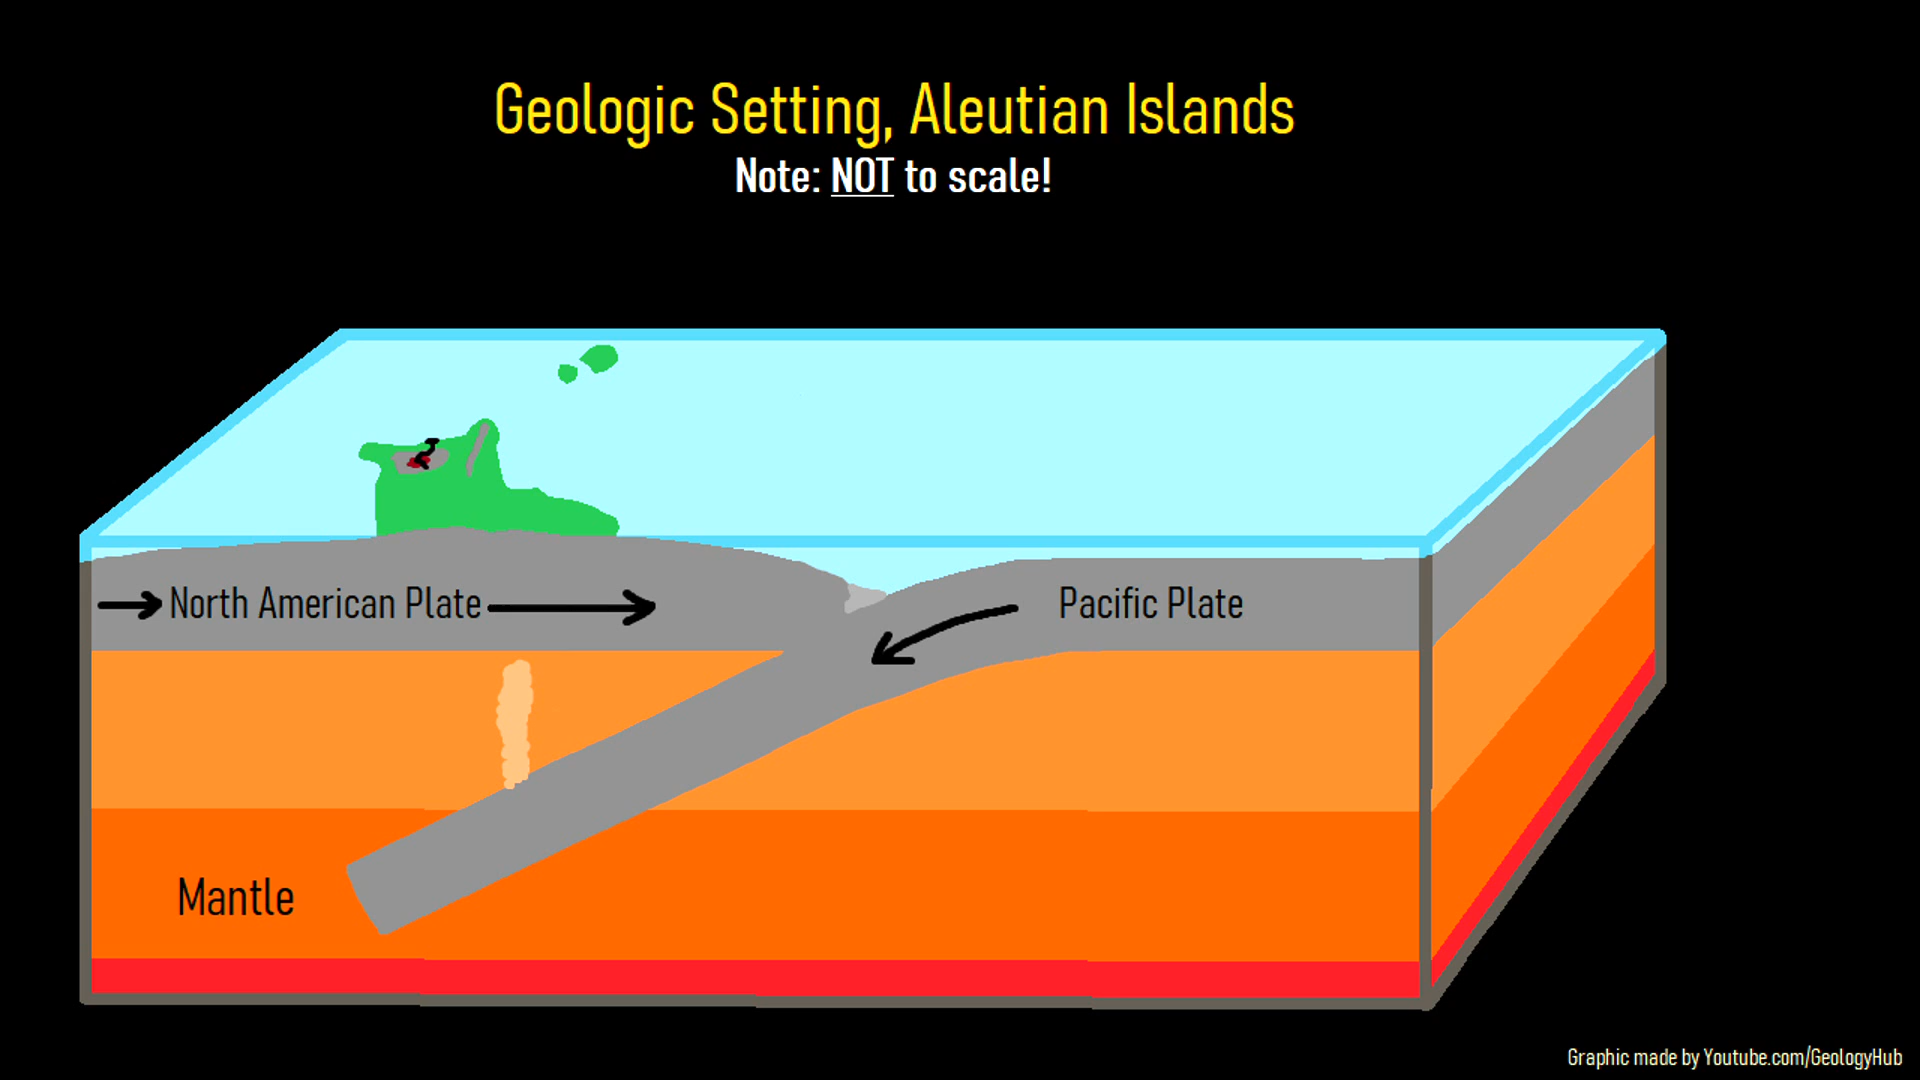 Geologic Setting, Aleutian Islands
Note: NOT to scale!
North American Plate
Pacific Plate
Mantle
Graphic made by Youtube.com/GeologyHub